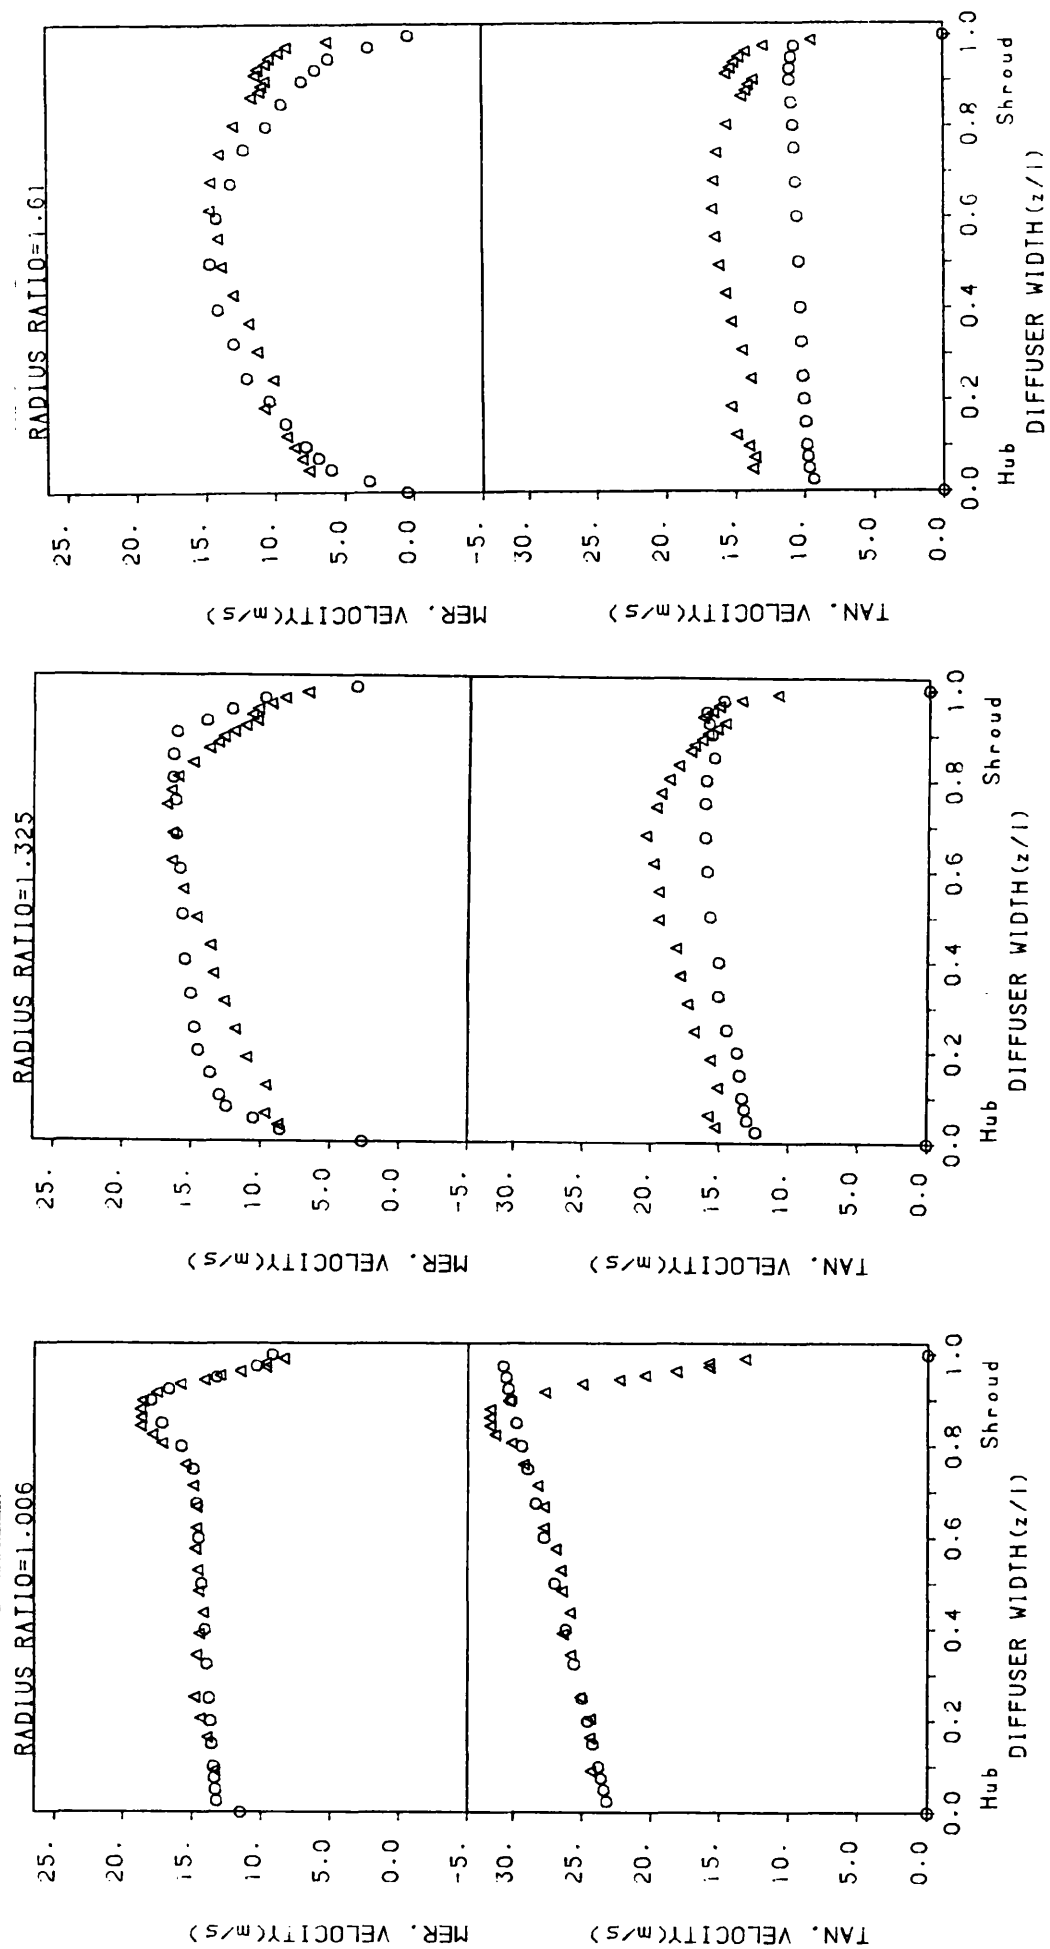 RADIUS RATIO=1.006
MER. VELOCITY(m/s)
25.
20.
15.
10.
5.0
0.0
-5.
TAN. VELOCITY(m/s)
30.
25.
20.
15.
10.
5.0
0.0
0.0 0.2 0.4 0.6 0.8 1.0
Hub Shroud
DIFFUSER WIDTH(z/l)
RADIUS RATIO=1.325
MER. VELOCITY(m/s)
25.
20.
15.
10.
5.0
0.0
-5.
TAN. VELOCITY(m/s)
30.
25.
20.
15.
10.
5.0
0.0
0.0 0.2 0.4 0.6 0.8 1.0
Hub Shroud
DIFFUSER WIDTH(z/l)
RADIUS RATIO=1.61
MER. VELOCITY(m/s)
25.
20.
15.
10.
5.0
0.0
-5.
TAN. VELOCITY(m/s)
30.
25.
20.
15.
10.
5.0
0.0
0.0 0.2 0.4 0.6 0.8 1.0
Hub Shroud
DIFFUSER WIDTH(z/l)